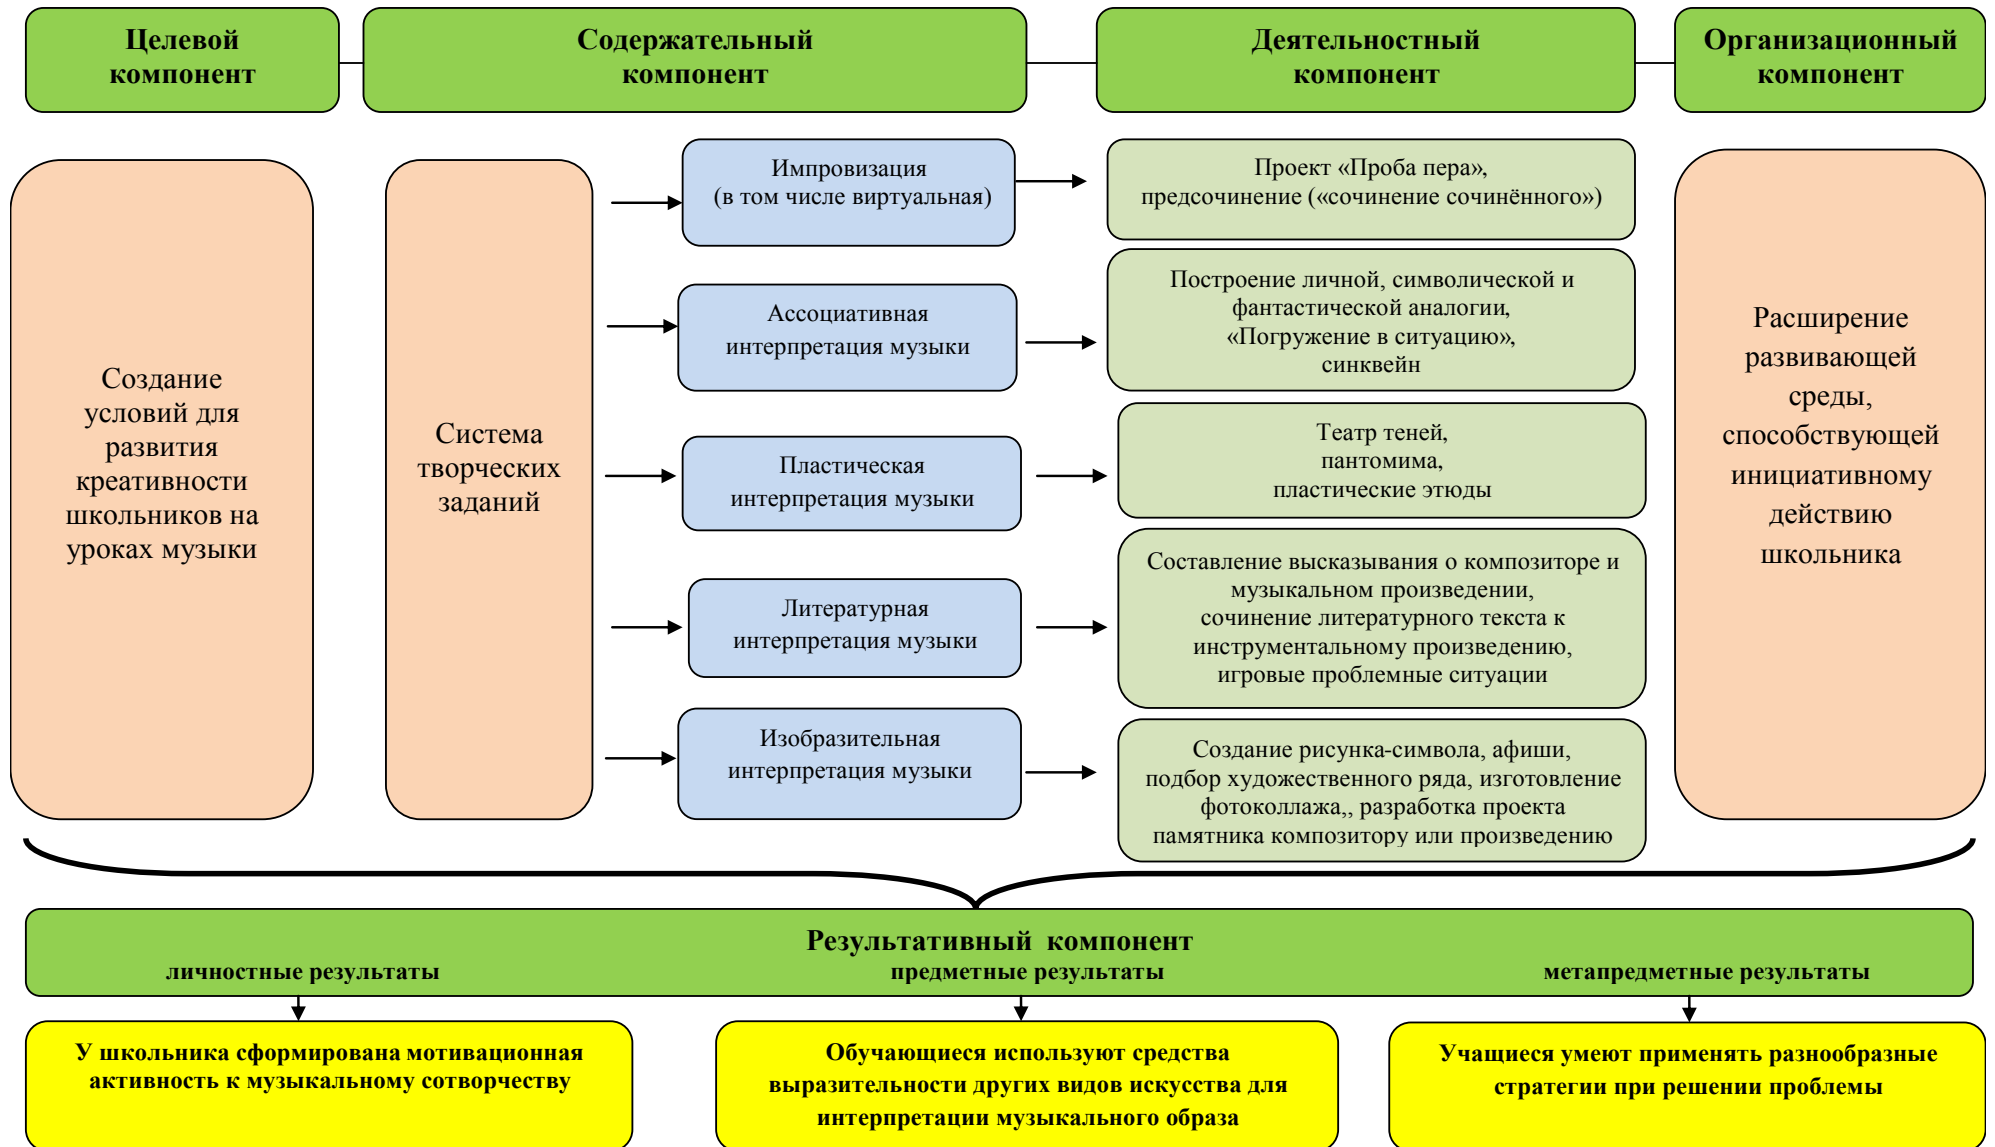 Целевой
компонент
Содержательный
компонент
Деятельностный
компонент
Организационный
компонент
Создание
условий для
развития
креативности
школьников на
уроках музыки
Система
творческих
заданий
Импровизация
(в том числе виртуальная)
Проект «Проба пера»,
предсочинение («сочинение сочинённого»)
Ассоциативная
интерпретация музыки
Построение личной, символической и
фантастической аналогии,
«Погружение в ситуацию»,
синквейн
Пластическая
интерпретация музыки
Театр теней,
пантомима,
пластические этюды
Литературная
интерпретация музыки
Составление высказывания о композиторе и
музыкальном произведении,
сочинение литературного текста к
инструментальному произведению,
игровые проблемные ситуации
Изобразительная
интерпретация музыки
Создание рисунка-символа, афиши,
подбор художественного ряда, изготовление
фотоколлажа,, разработка проекта
памятника композитору или произведению
Расширение
развивающей
среды,
способствующей
инициативному
действию
школьника
Результативный компонент
личностные результаты
предметные результаты
метапредметные результаты
У школьника сформирована мотивационная
активность к музыкальному сотворчеству
Обучающиеся используют средства
выразительности других видов искусства для
интерпретации музыкального образа
Учащиеся умеют применять разнообразные
стратегии при решении проблемы